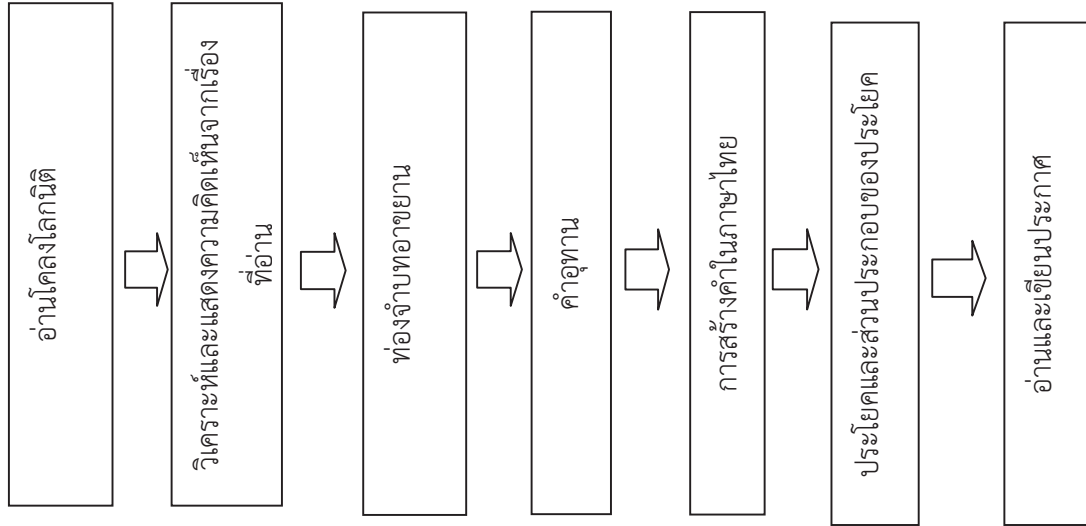 อ่านโคลงโลกนิติ
วิเคราะห์และแสดงความคิดเห็นจากเรื่อง
ที่อ่าน
ท่องจำบทอาขยาน
คำอุทาน
การสร้างคำในภาษาไทย
ประโยคและส่วนประกอบของประโยค
อ่านและเขียนประกาศ